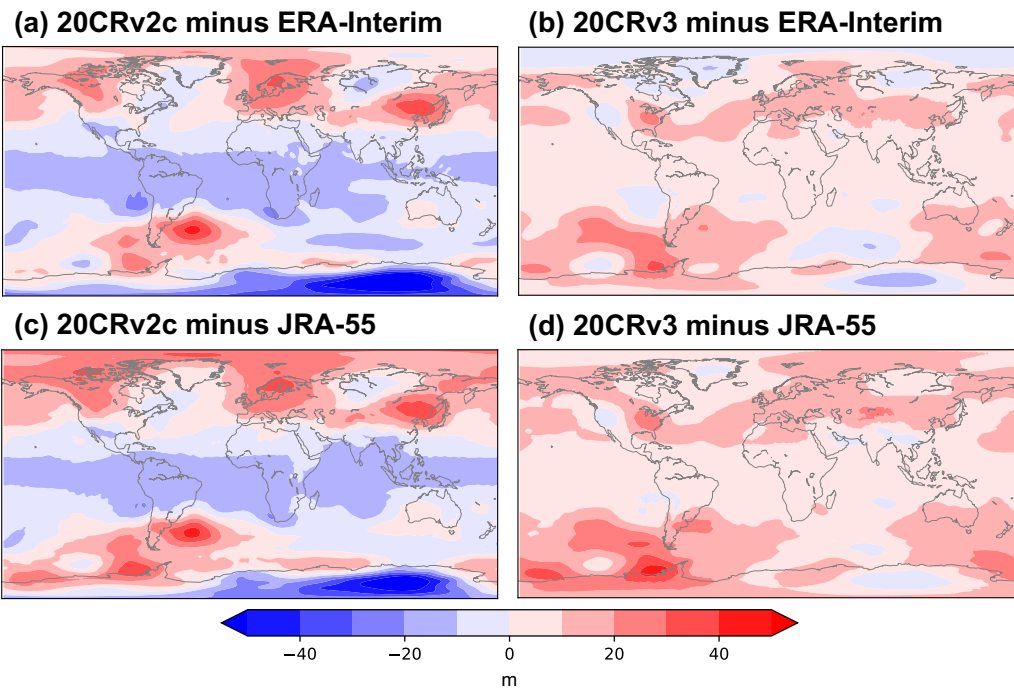 (a) 20CRv2c minus ERA-Interim
(b) 20CRv3 minus ERA-Interim
(c) 20CRv2c minus JRA-55
(d) 20CRv3 minus JRA-55
−40 −20 0 20 40
m